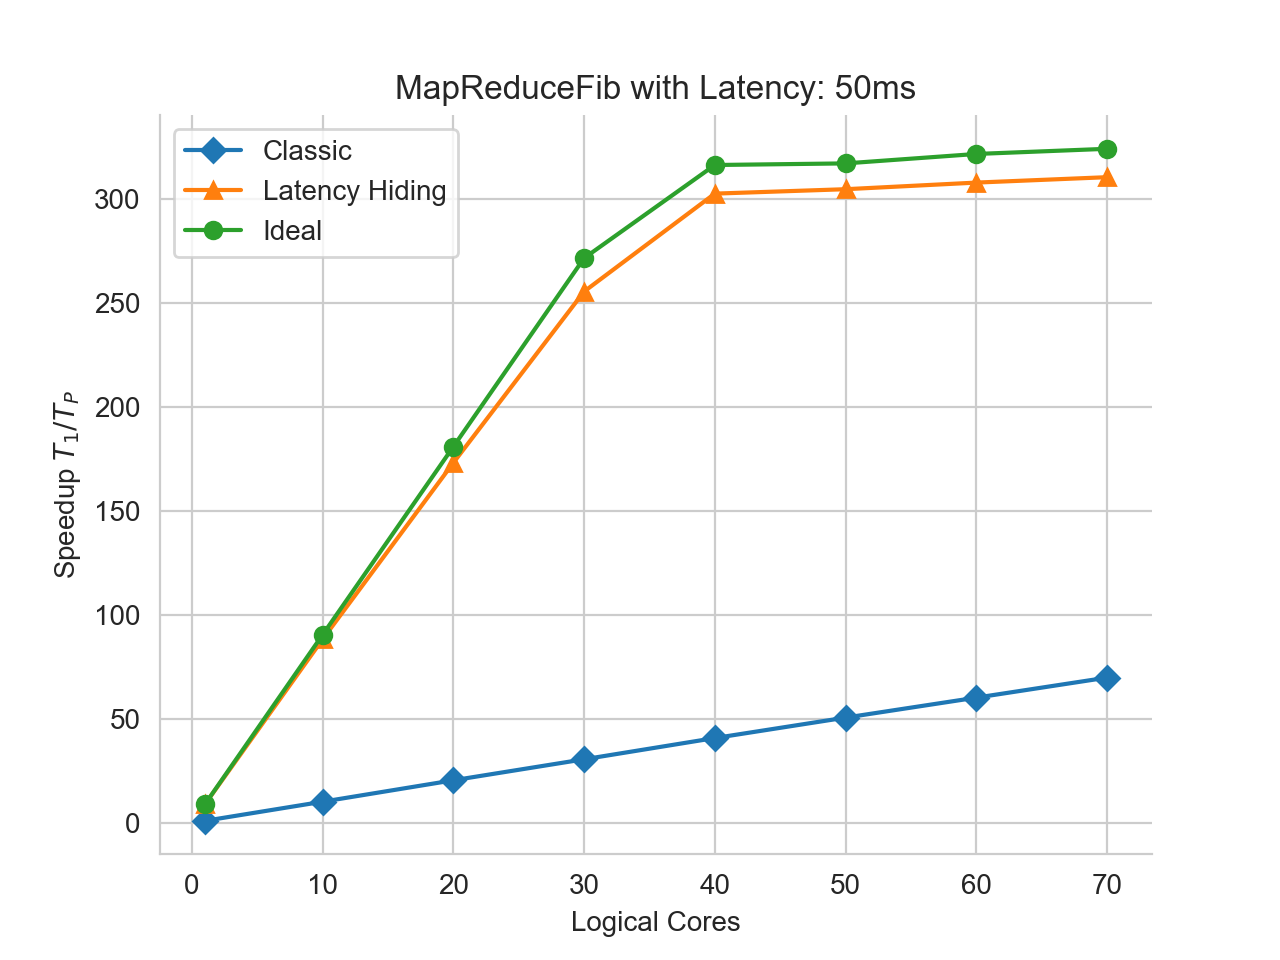 MapReduceFib with Latency: 50ms
Classic
Latency Hiding
Ideal
300
250
200
150
100
50
0
Speedup T₁/Tₚ
0 10 20 30 40 50 60 70
Logical Cores